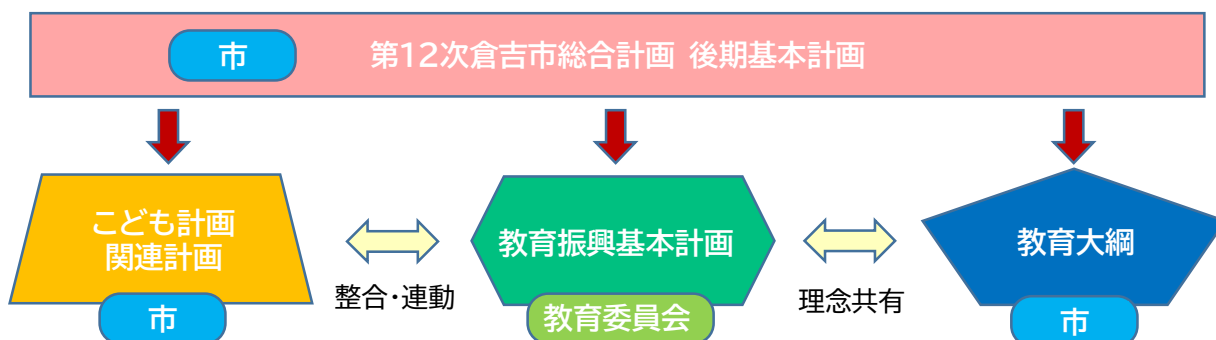 市
第12次倉吉市総合計画 後期基本計画
こども計画
関連計画
市
整合・連動
教育振興基本計画
教育委員会
理念共有
教育大綱
市